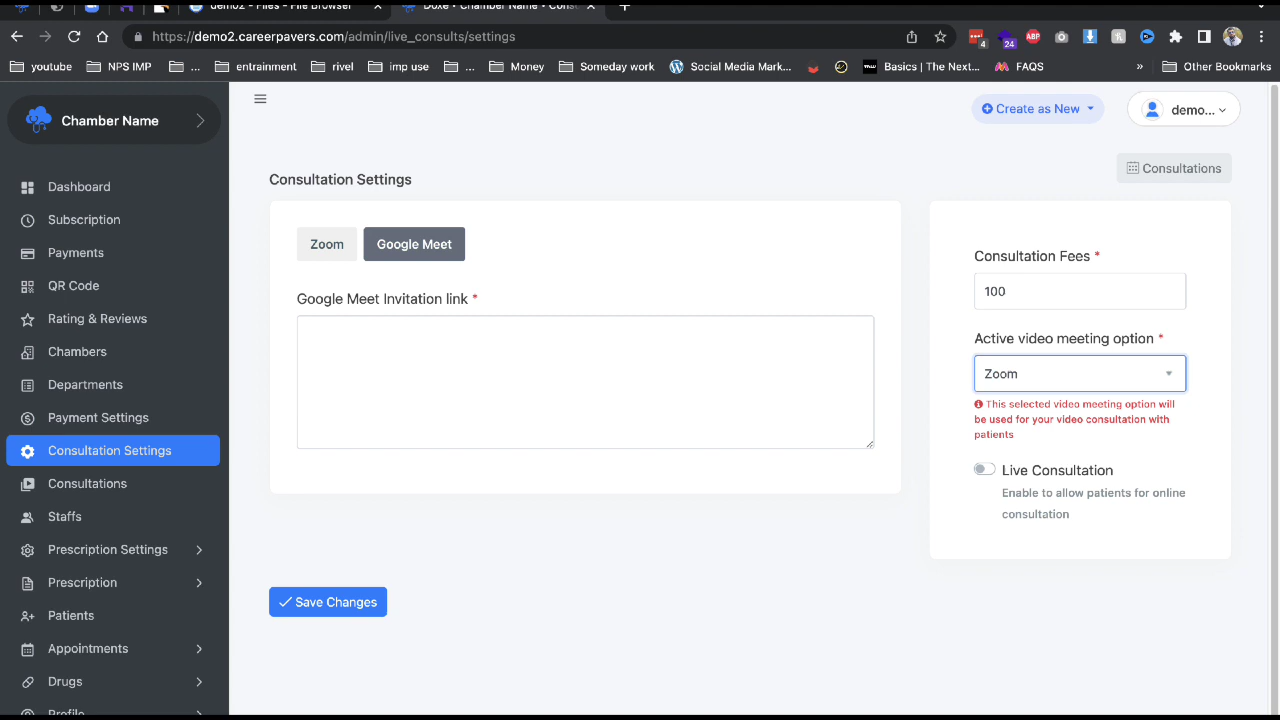 demo2 - Files - File Browser
Doxe • Chamber Name • Const
https://demo2.careerpavers.com/admin/live_consults/settings
4
24
ABP
youtube
NPS IMP
...
entrainment
rivel
imp use
...
Money
Someday work
Social Media Mark...
Basics | The Next...
FAQS
»
Other Bookmarks
Chamber Name
Create as New
demo...
Consultations
Dashboard
Subscription
Payments
QR Code
Rating & Reviews
Chambers
Departments
Payment Settings
Consultation Settings
Consultations
Staffs
Prescription Settings
Prescription
Patients
Appointments
Drugs
Profile
Consultation Settings
Zoom
Google Meet
Google Meet Invitation link *
Save Changes
Consultation Fees *
100
Active video meeting option *
Zoom
This selected video meeting option will
be used for your video consultation with
patients
Live Consultation
Enable to allow patients for online
consultation